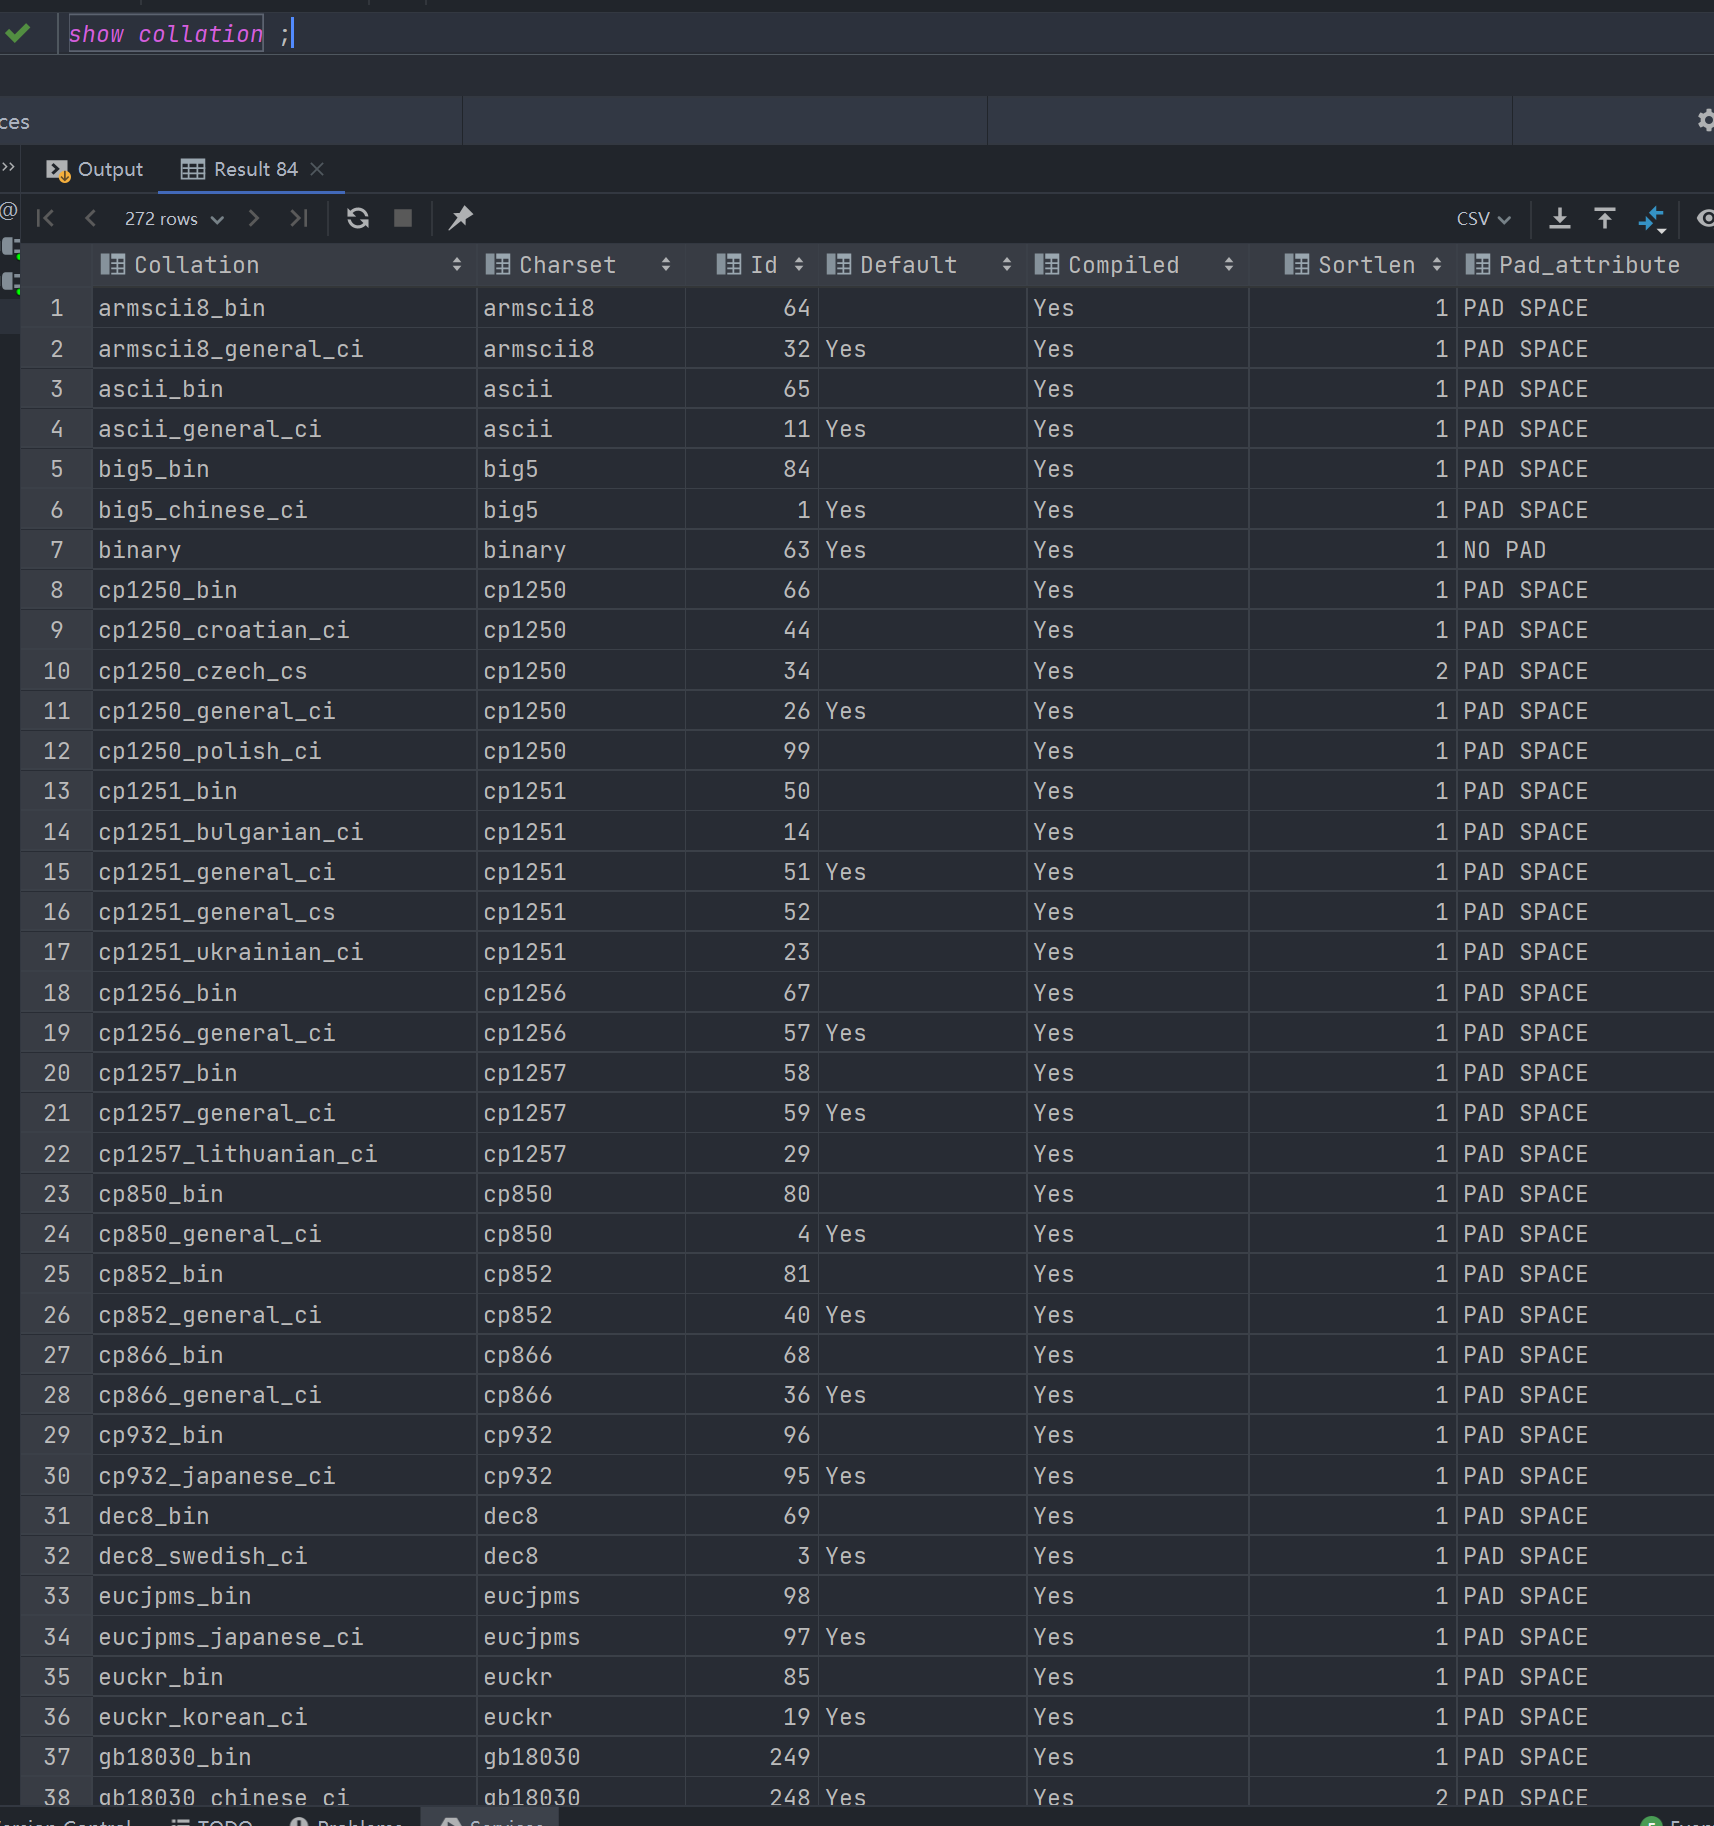 show collation ;
ces
Output Result 84
272 rows CSV
Collation Charset Id Default Compiled Sortlen Pad_attribute
1 armscii8_bin armscii8 64 Yes 1 PAD SPACE
2 armscii8_general_ci armscii8 32 Yes Yes 1 PAD SPACE
3 ascii_bin ascii 65 Yes 1 PAD SPACE
4 ascii_general_ci ascii 11 Yes Yes 1 PAD SPACE
5 big5_bin big5 84 Yes 1 PAD SPACE
6 big5_chinese_ci big5 1 Yes Yes 1 PAD SPACE
7 binary binary 63 Yes Yes 1 NO PAD
8 cp1250_bin cp1250 66 Yes 1 PAD SPACE
9 cp1250_croatian_ci cp1250 44 Yes 1 PAD SPACE
10 cp1250_czech_cs cp1250 34 Yes 2 PAD SPACE
11 cp1250_general_ci cp1250 26 Yes Yes 1 PAD SPACE
12 cp1250_polish_ci cp1250 99 Yes 1 PAD SPACE
13 cp1251_bin cp1251 50 Yes 1 PAD SPACE
14 cp1251_bulgarian_ci cp1251 14 Yes 1 PAD SPACE
15 cp1251_general_ci cp1251 51 Yes Yes 1 PAD SPACE
16 cp1251_general_cs cp1251 52 Yes 1 PAD SPACE
17 cp1251_ukrainian_ci cp1251 23 Yes 1 PAD SPACE
18 cp1256_bin cp1256 67 Yes 1 PAD SPACE
19 cp1256_general_ci cp1256 57 Yes Yes 1 PAD SPACE
20 cp1257_bin cp1257 58 Yes 1 PAD SPACE
21 cp1257_general_ci cp1257 59 Yes Yes 1 PAD SPACE
22 cp1257_lithuanian_ci cp1257 29 Yes 1 PAD SPACE
23 cp850_bin cp850 80 Yes 1 PAD SPACE
24 cp850_general_ci cp850 4 Yes Yes 1 PAD SPACE
25 cp852_bin cp852 81 Yes 1 PAD SPACE
26 cp852_general_ci cp852 40 Yes Yes 1 PAD SPACE
27 cp866_bin cp866 68 Yes 1 PAD SPACE
28 cp866_general_ci cp866 36 Yes Yes 1 PAD SPACE
29 cp932_bin cp932 96 Yes 1 PAD SPACE
30 cp932_japanese_ci cp932 95 Yes Yes 1 PAD SPACE
31 dec8_bin dec8 69 Yes 1 PAD SPACE
32 dec8_swedish_ci dec8 3 Yes Yes 1 PAD SPACE
33 eucjpms_bin eucjpms 98 Yes 1 PAD SPACE
34 eucjpms_japanese_ci eucjpms 97 Yes Yes 1 PAD SPACE
35 euckr_bin euckr 85 Yes 1 PAD SPACE
36 euckr_korean_ci euckr 19 Yes Yes 1 PAD SPACE
37 gb18030_bin gb18030 249 Yes 1 PAD SPACE
38 gb18030_chinese_ci gb18030 248 Yes Yes 2 PAD SPACE
Control TODO Problems Services